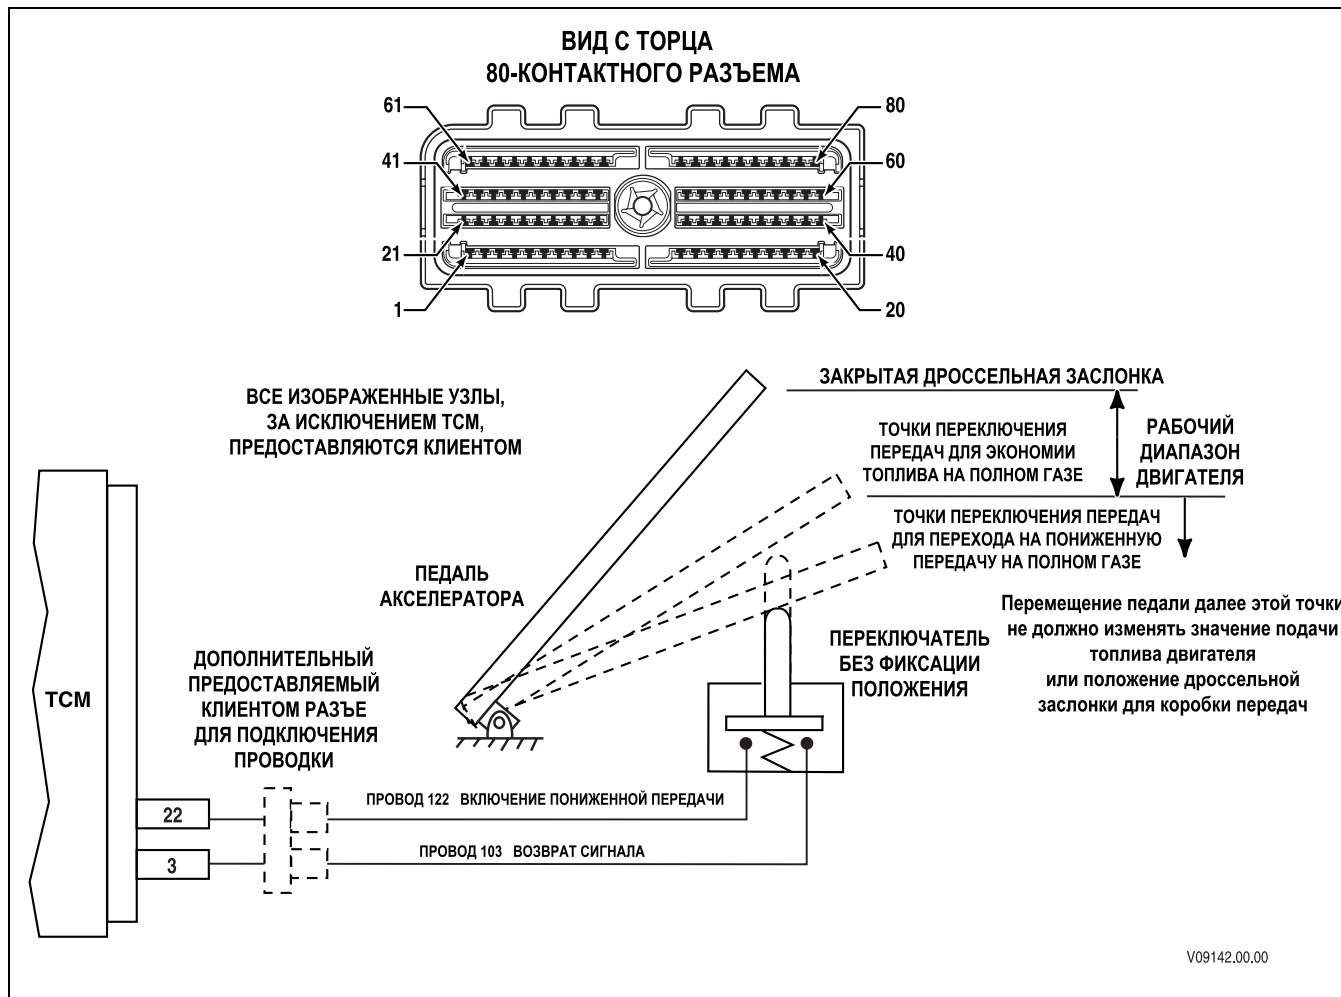 ВИД С ТОРЦА
80-КОНТАКТНОГО РАЗЪЕМА
61
80
41
60
21
40
1
20
ВСЕ ИЗОБРАЖЕННЫЕ УЗЛЫ,
ЗА ИСКЛЮЧЕНИЕМ TCM,
ПРЕДОСТАВЛЯЮТСЯ КЛИЕНТОМ
ЗАКРЫТАЯ ДРОССЕЛЬНАЯ ЗАСЛОНКА
ТОЧКИ ПЕРЕКЛЮЧЕНИЯ
ПЕРЕДАЧ ДЛЯ ЭКОНОМИИ
ТОПЛИВА НА ПОЛНОМ ГАЗЕ
РАБОЧИЙ
ДИАПАЗОН
ДВИГАТЕЛЯ
ТОЧКИ ПЕРЕКЛЮЧЕНИЯ ПЕРЕДАЧ
ДЛЯ ПЕРЕХОДА НА ПОНИЖЕННУЮ
ПЕРЕДАЧУ НА ПОЛНОМ ГАЗЕ
ПЕДАЛЬ
АКСЕЛЕРАТОРА
Перемещение педали далее этой точки
не должно изменять значение подачи
топлива двигателя
или положение дроссельной
заслонки для коробки передач
ПЕРЕКЛЮЧАТЕЛЬ
БЕЗ ФИКСАЦИИ
ПОЛОЖЕНИЯ
ДОПОЛНИТЕЛЬНЫЙ
ПРЕДОСТАВЛЯЕМЫЙ
КЛИЕНТОМ РАЗЪЕ
ДЛЯ ПОДКЛЮЧЕНИЯ
ПРОВОДКИ
TCM
22
ПРОВОД 122 ВКЛЮЧЕНИЕ ПОНИЖЕННОЙ ПЕРЕДАЧИ
3
ПРОВОД 103 ВОЗВРАТ СИГНАЛА
V09142.00.00